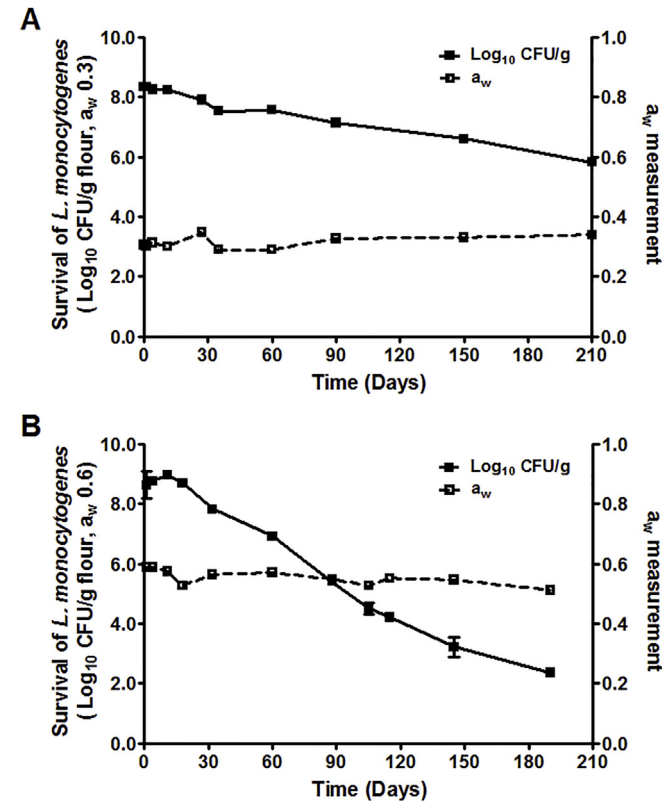 A
Survival of L. monocytogenes
( Log10 CFU/g flour, aw 0.3)
10.0
8.0
6.0
4.0
2.0
0.0
Log10 CFU/g
aw
1.0
0.8
0.6
0.4
0.2
0.0
aw measurement
0 30 60 90 120 150 180 210
Time (Days)
B
Survival of L. monocytogenes
( Log10 CFU/g flour, aw 0.6)
10.0
8.0
6.0
4.0
2.0
0.0
Log10 CFU/g
aw
1.0
0.8
0.6
0.4
0.2
0.0
aw measurement
0 30 60 90 120 150 180 210
Time (Days)